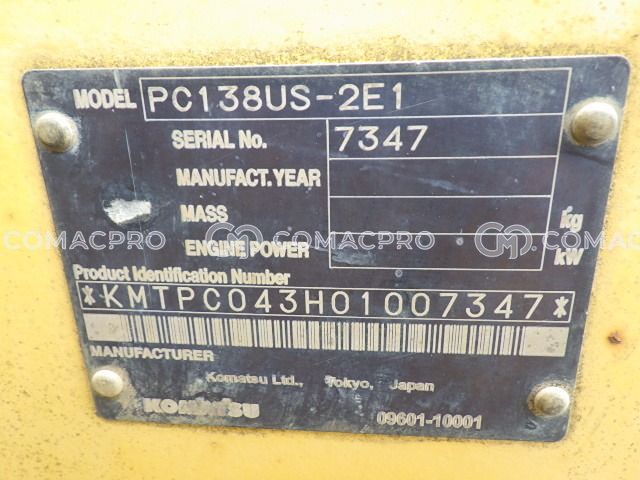 MODEL PC138US-2E1
SERIAL No. 7347
MANUFACT.YEAR
MASS kg
ENGINE POWER kW
COMACPRO COMACPRO COMACPRO
Product Identification Number
*KMTPC043H01007347*
MANUFACTURER
Komatsu Ltd., Tokyo, Japan
KOMATSU 09601-10001